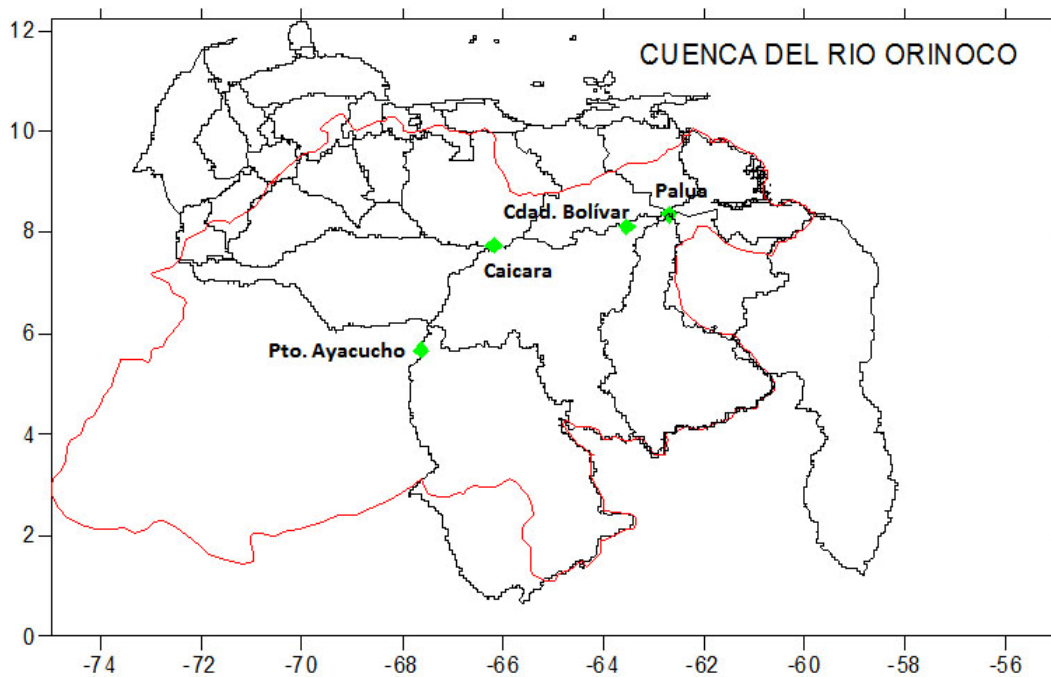 CUENCA DEL RIO ORINOCO
12
10
8
6
4
2
0
Palua
Cdad. Bolívar
Caicara
Pto. Ayacucho
-74 -72 -70 -68 -66 -64 -62 -60 -58 -56